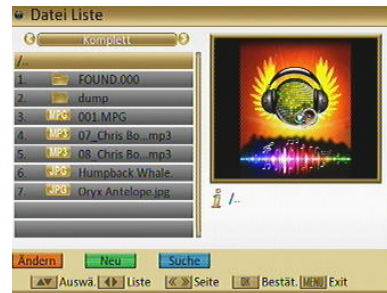 Datei Liste
Komplett
/..
1. FOUND.000
2. dump
3. MPG 001.MPG
4. MP3 07_Chris Bo...mp3
5. MP3 08_Chris Bo...mp3
6. JPG Humpback Whale.
7. JPG Oryx Antelope.jpg
i /..
Ändern Neu Suche
Auswä. Liste Seite OK Bestät. MENU Exit